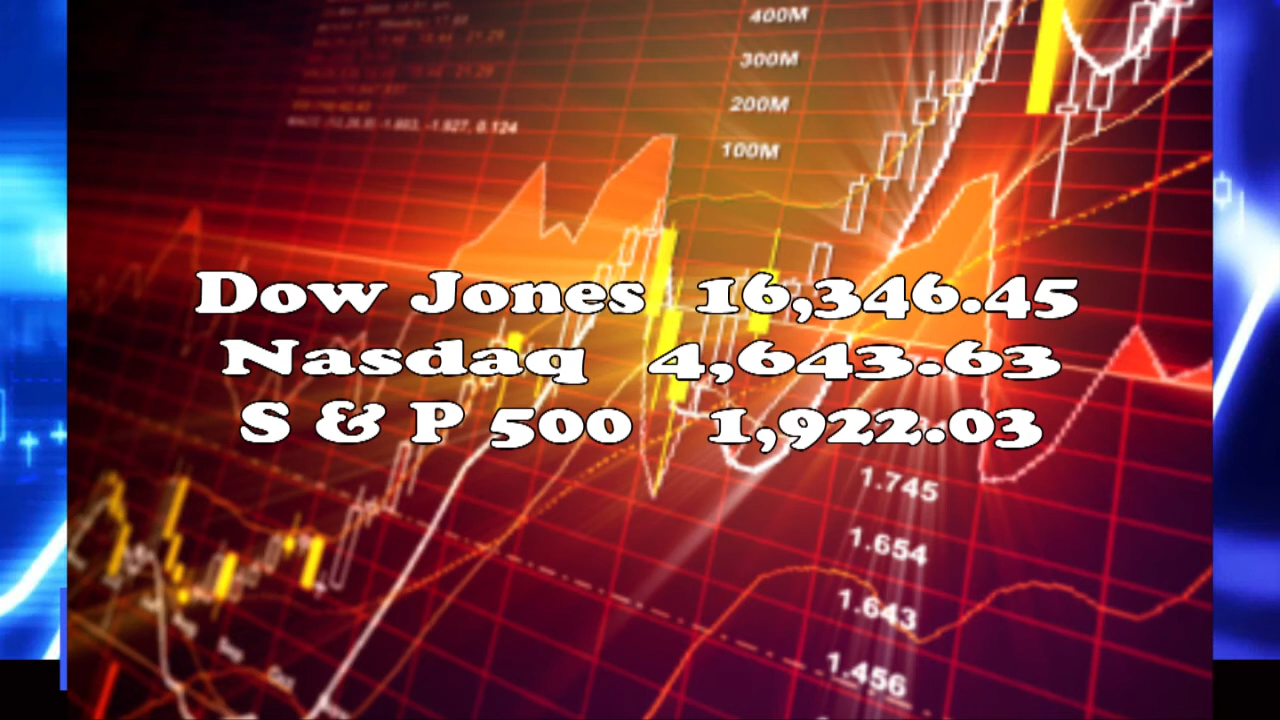 400M
300M
200M
100M
Dow Jones 16,346.45
Nasdaq 4,643.63
S & P 500 1,922.03
1.745
1.654
1.643
1.456